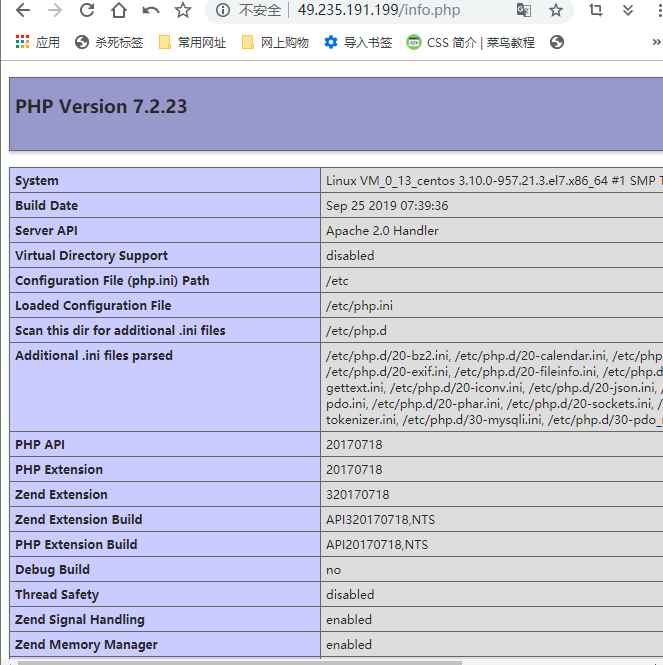 不安全 | 49.235.191.199/info.php
应用 杀死标签 常用网址 网上购物 导入书签 CSS 简介 | 菜鸟教程 »
PHP Version 7.2.23
System Linux VM_0_13_centos 3.10.0-957.21.3.el7.x86_64 #1 SMP T
Build Date Sep 25 2019 07:39:36
Server API Apache 2.0 Handler
Virtual Directory Support disabled
Configuration File (php.ini) Path /etc
Loaded Configuration File /etc/php.ini
Scan this dir for additional .ini files /etc/php.d
Additional .ini files parsed /etc/php.d/20-bz2.ini, /etc/php.d/20-calendar.ini, /etc/php
/etc/php.d/20-exif.ini, /etc/php.d/20-fileinfo.ini, /etc/php.d
gettext.ini, /etc/php.d/20-iconv.ini, /etc/php.d/20-json.ini, /
pdo.ini, /etc/php.d/20-phar.ini, /etc/php.d/20-sockets.ini, /
tokenizer.ini, /etc/php.d/30-mysqli.ini, /etc/php.d/30-pdo_
PHP API 20170718
PHP Extension 20170718
Zend Extension 320170718
Zend Extension Build API320170718,NTS
PHP Extension Build API20170718,NTS
Debug Build no
Thread Safety disabled
Zend Signal Handling enabled
Zend Memory Manager enabled